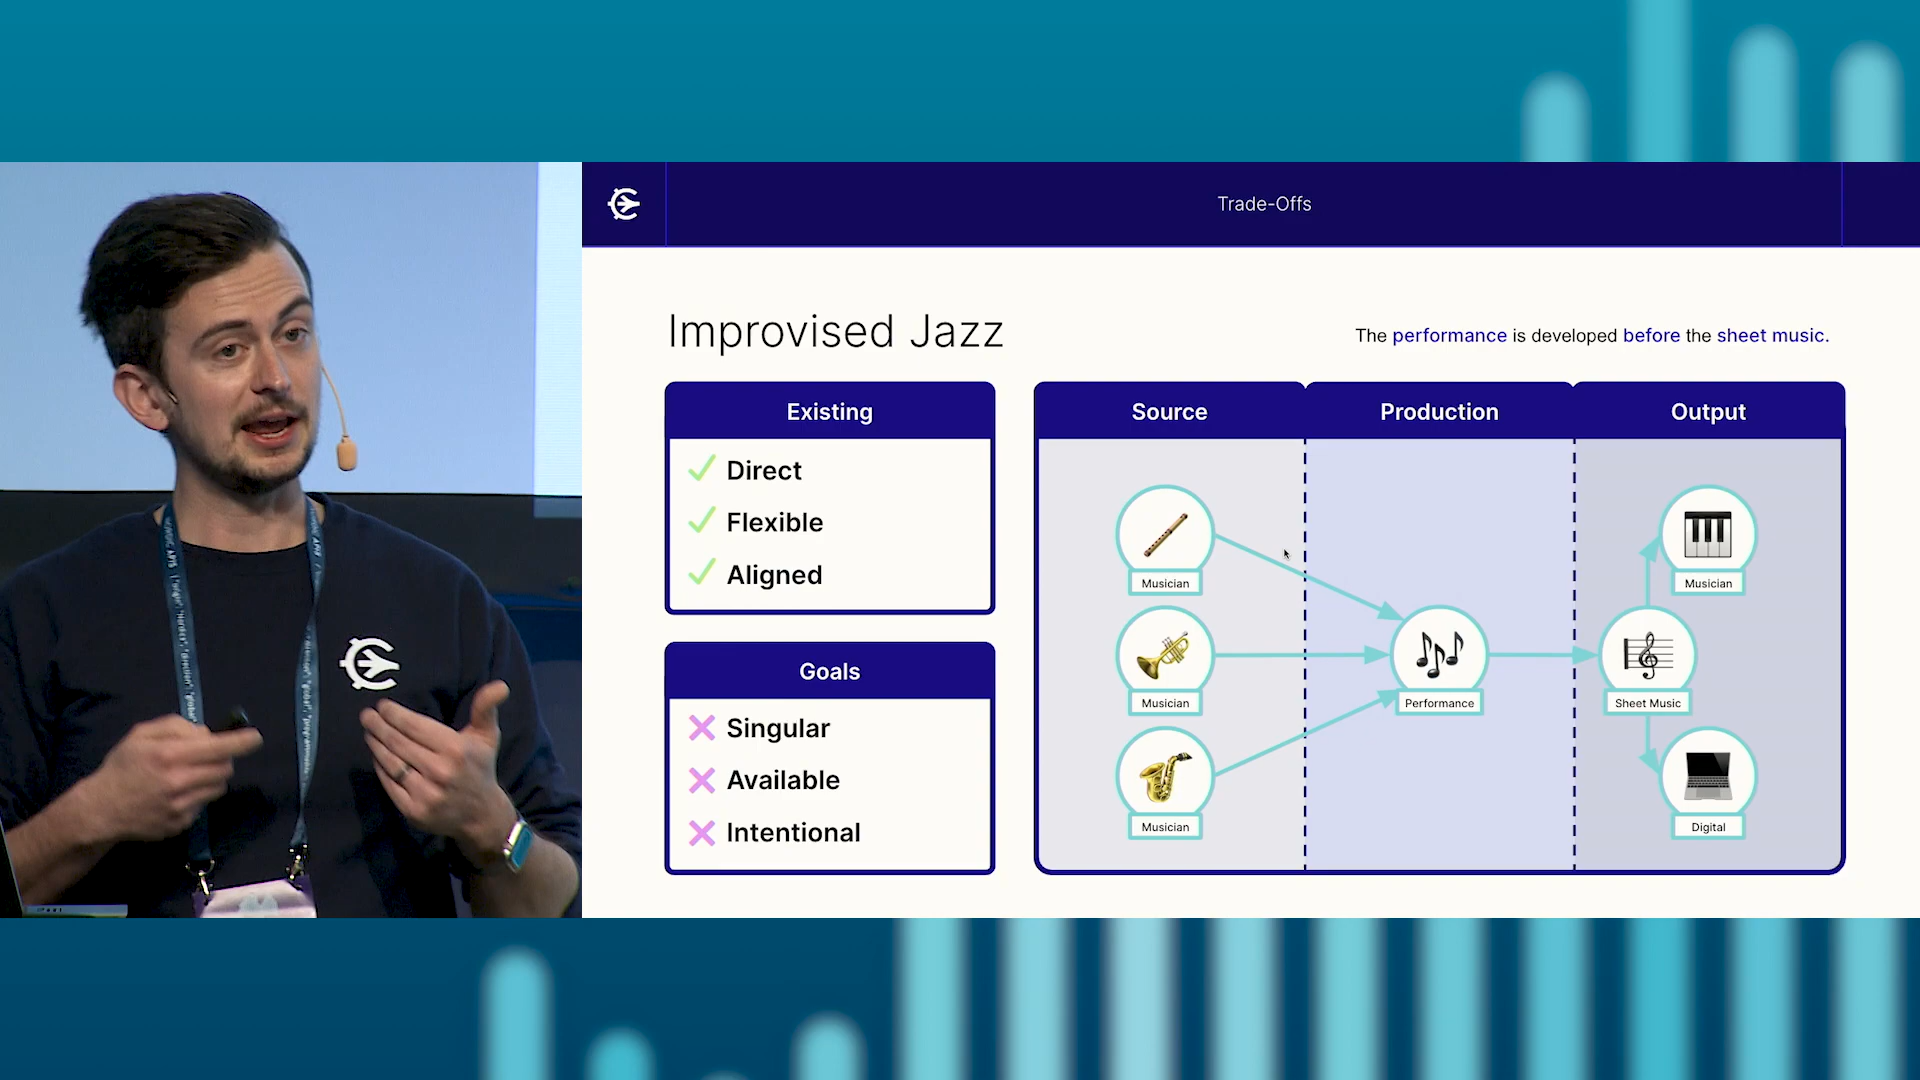 Trade-Offs
Improvised Jazz
The performance is developed before the sheet music.
Existing
Direct
Flexible
Aligned
Goals
Singular
Available
Intentional
Source
Production
Output
Musician
Musician
Musician
Performance
Musician
Sheet Music
Digital